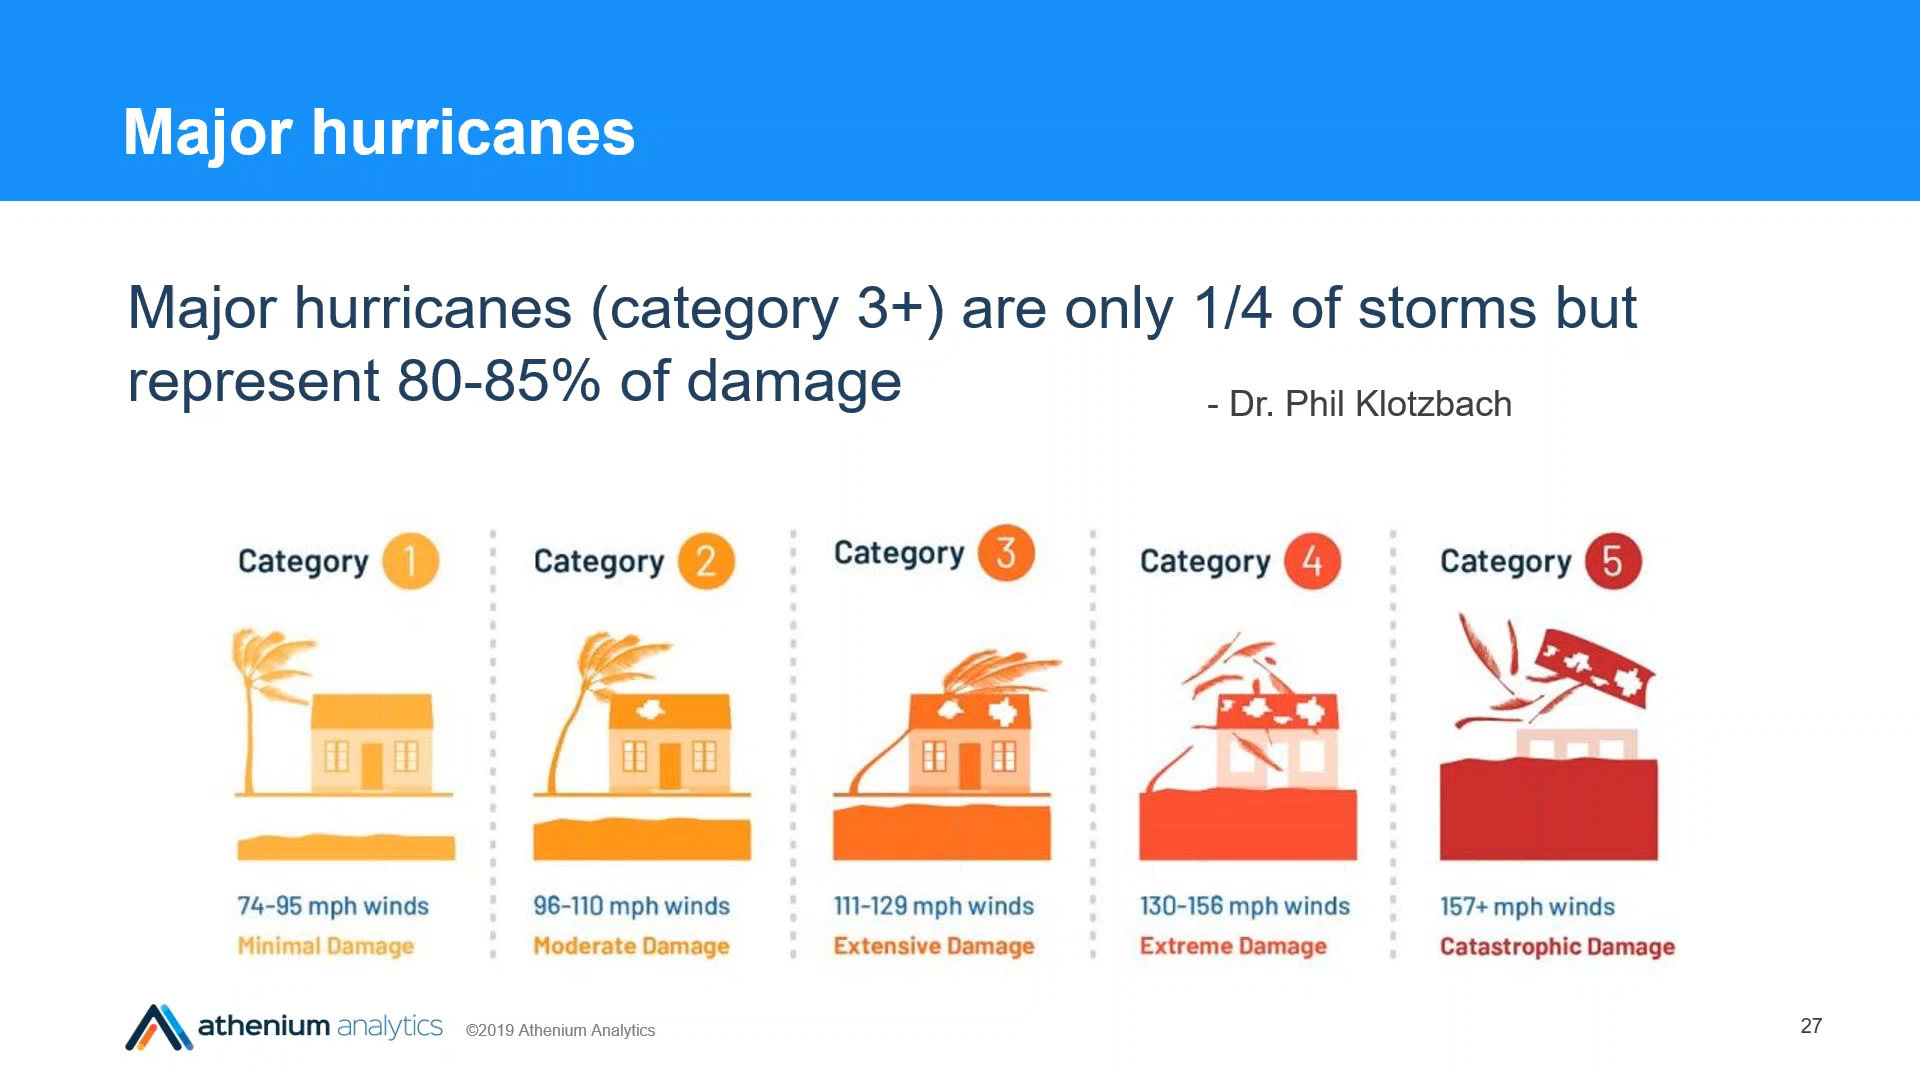 Major hurricanes
Major hurricanes (category 3+) are only 1/4 of storms but
represent 80-85% of damage
- Dr. Phil Klotzbach
Category 1
Category 2
Category 3
Category 4
Category 5
74-95 mph winds
Minimal Damage
96-110 mph winds
Moderate Damage
111-129 mph winds
Extensive Damage
130-156 mph winds
Extreme Damage
157+ mph winds
Catastrophic Damage
athenium analytics
©2019 Athenium Analytics
27